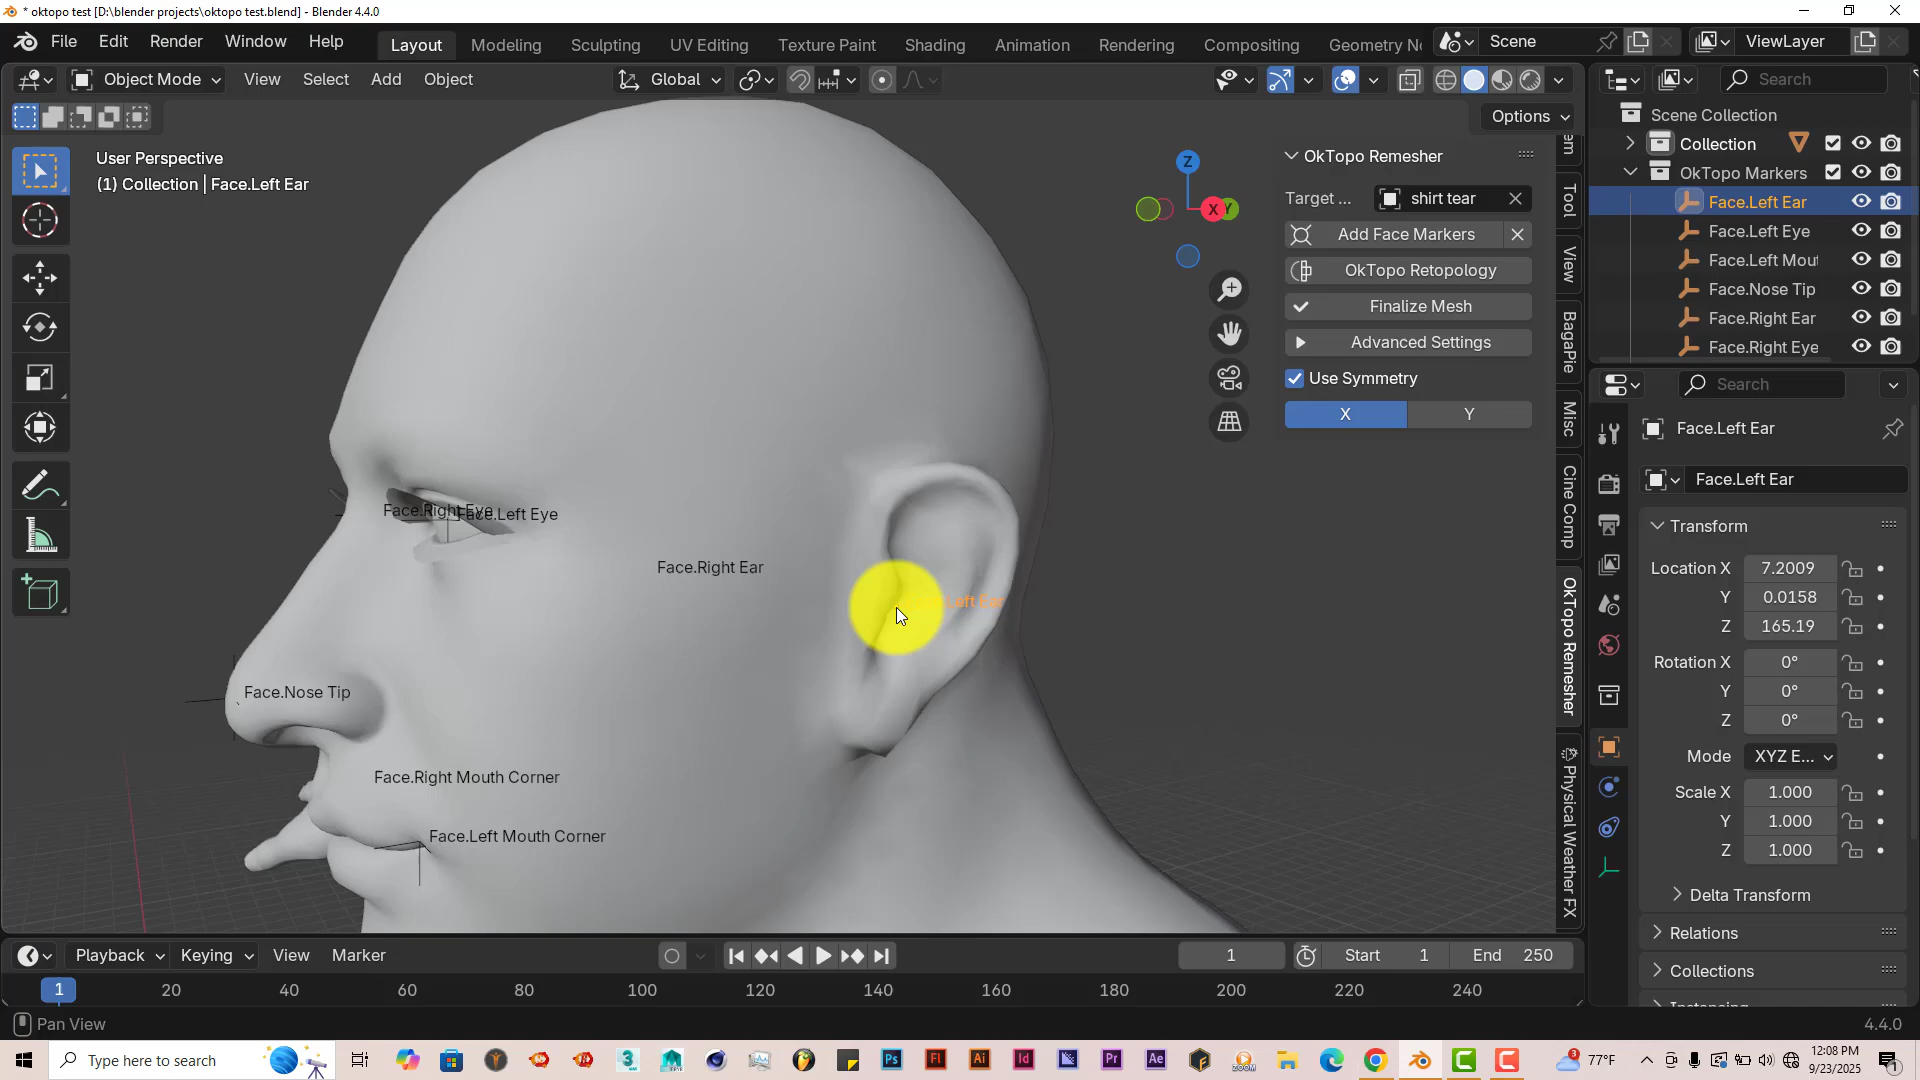 * oktopo test [D:\blender projects\oktopo test.blend] - Blender 4.4.0
File Edit Render Window Help
Layout Modeling Sculpting UV Editing Texture Paint Shading Animation Rendering Compositing
Scene
ViewLayer
Object Mode View Select Add Object
Global
Search
Options
User Perspective
(1) Collection | Face.Left Ear
Z
X
Y
OkTopo Remesher
Target ... shirt tear
Add Face Markers
OkTopo Retopology
Finalize Mesh
Advanced Settings
Use Symmetry
X Y
Tool
View
BagaPie
Misc
Cine Comp
OkTopo Remesher
Physical Weather FX
Scene Collection
Collection
OkTopo Markers
Face.Left Ear
Face.Left Eye
Face.Left Mout
Face.Nose Tip
Face.Right Ear
Face.Right Eye
Search
Face.Left Ear
Face.Left Ear
Transform
Location X 7.2009
Y 0.0158
Z 165.19
Rotation X 0°
Y 0°
Z 0°
Mode XYZ E...
Scale X 1.000
Y 1.000
Z 1.000
Delta Transform
Relations
Collections
Face.Right Eye
Face.Left Eye
Face.Right Ear
Left Ear
Face.Nose Tip
Face.Right Mouth Corner
Face.Left Mouth Corner
Playback Keying View Marker
1 Start 1 End 250
1 20 40 60 80 100 120 140 160 180 200 220 240
Pan View
4.4.0
Type here to search
77°F
12:08 PM
9/23/2025